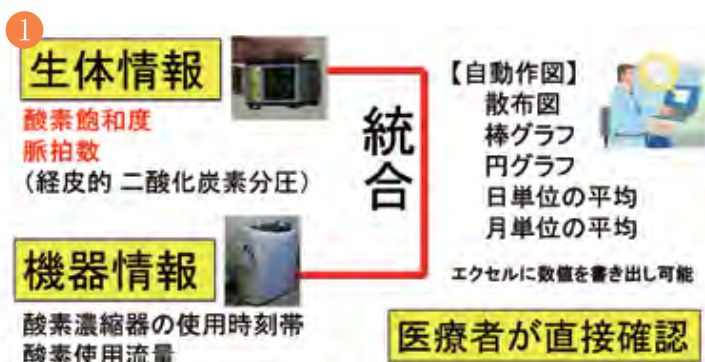 1
生体情報
酸素飽和度
脈拍数
（経皮的 二酸化炭素分圧）
機器情報
酸素濃縮器の使用時刻帯
酸素使用流量
統合
【自動作図】
散布図
棒グラフ
円グラフ
日単位の平均
月単位の平均
エクセルに数値を書き出し可能
医療者が直接確認